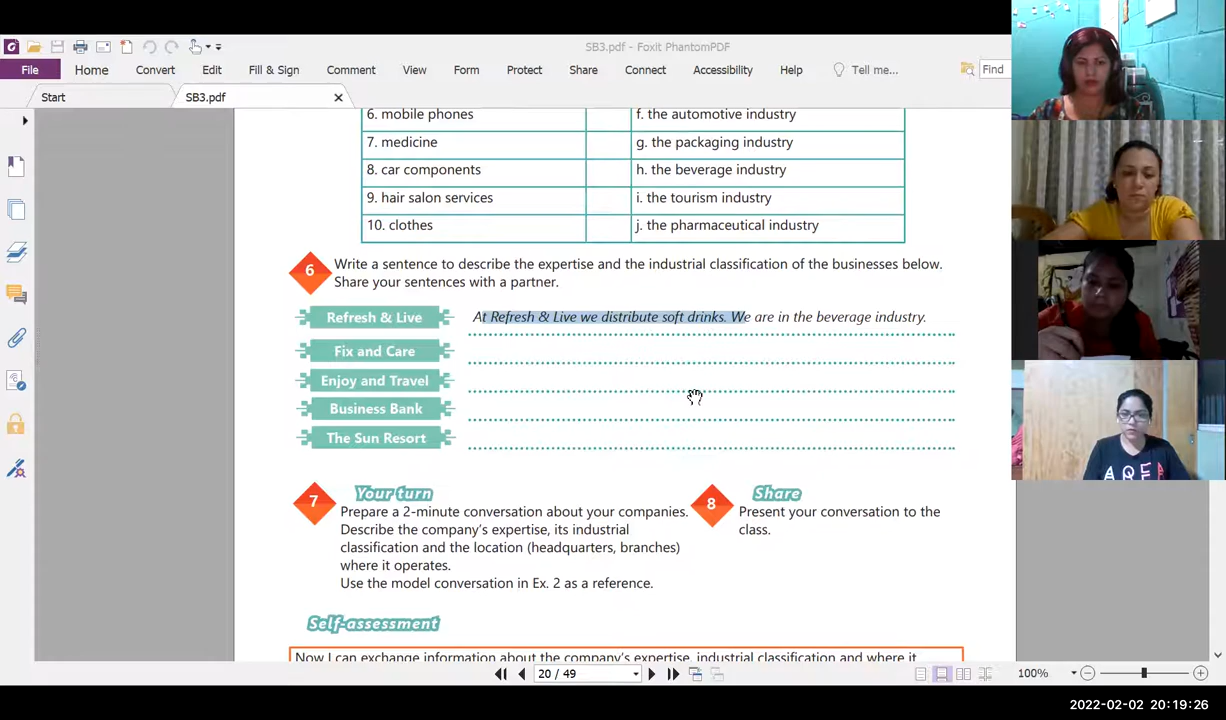 SB3.pdf - Foxit PhantomPDF
File Home Convert Edit Fill & Sign Comment View Form Protect Share Connect Accessibility Help Tell me... Find
Start SB3.pdf
6. mobile phones f. the automotive industry
7. medicine g. the packaging industry
8. car components h. the beverage industry
9. hair salon services i. the tourism industry
10. clothes j. the pharmaceutical industry
6 Write a sentence to describe the expertise and the industrial classification of the businesses below.
Share your sentences with a partner.
Refresh & Live At Refresh & Live we distribute soft drinks. We are in the beverage industry.
Fix and Care
Enjoy and Travel
Business Bank
The Sun Resort
7 Your turn
Prepare a 2-minute conversation about your companies.
Describe the company's expertise, its industrial
classification and the location (headquarters, branches)
where it operates.
Use the model conversation in Ex. 2 as a reference.
8 Share
Present your conversation to the
class.
Self-assessment
Now I can exchange information about the company's expertise, industrial classification and where it
20 / 49 100%
2022-02-02 20:19:26